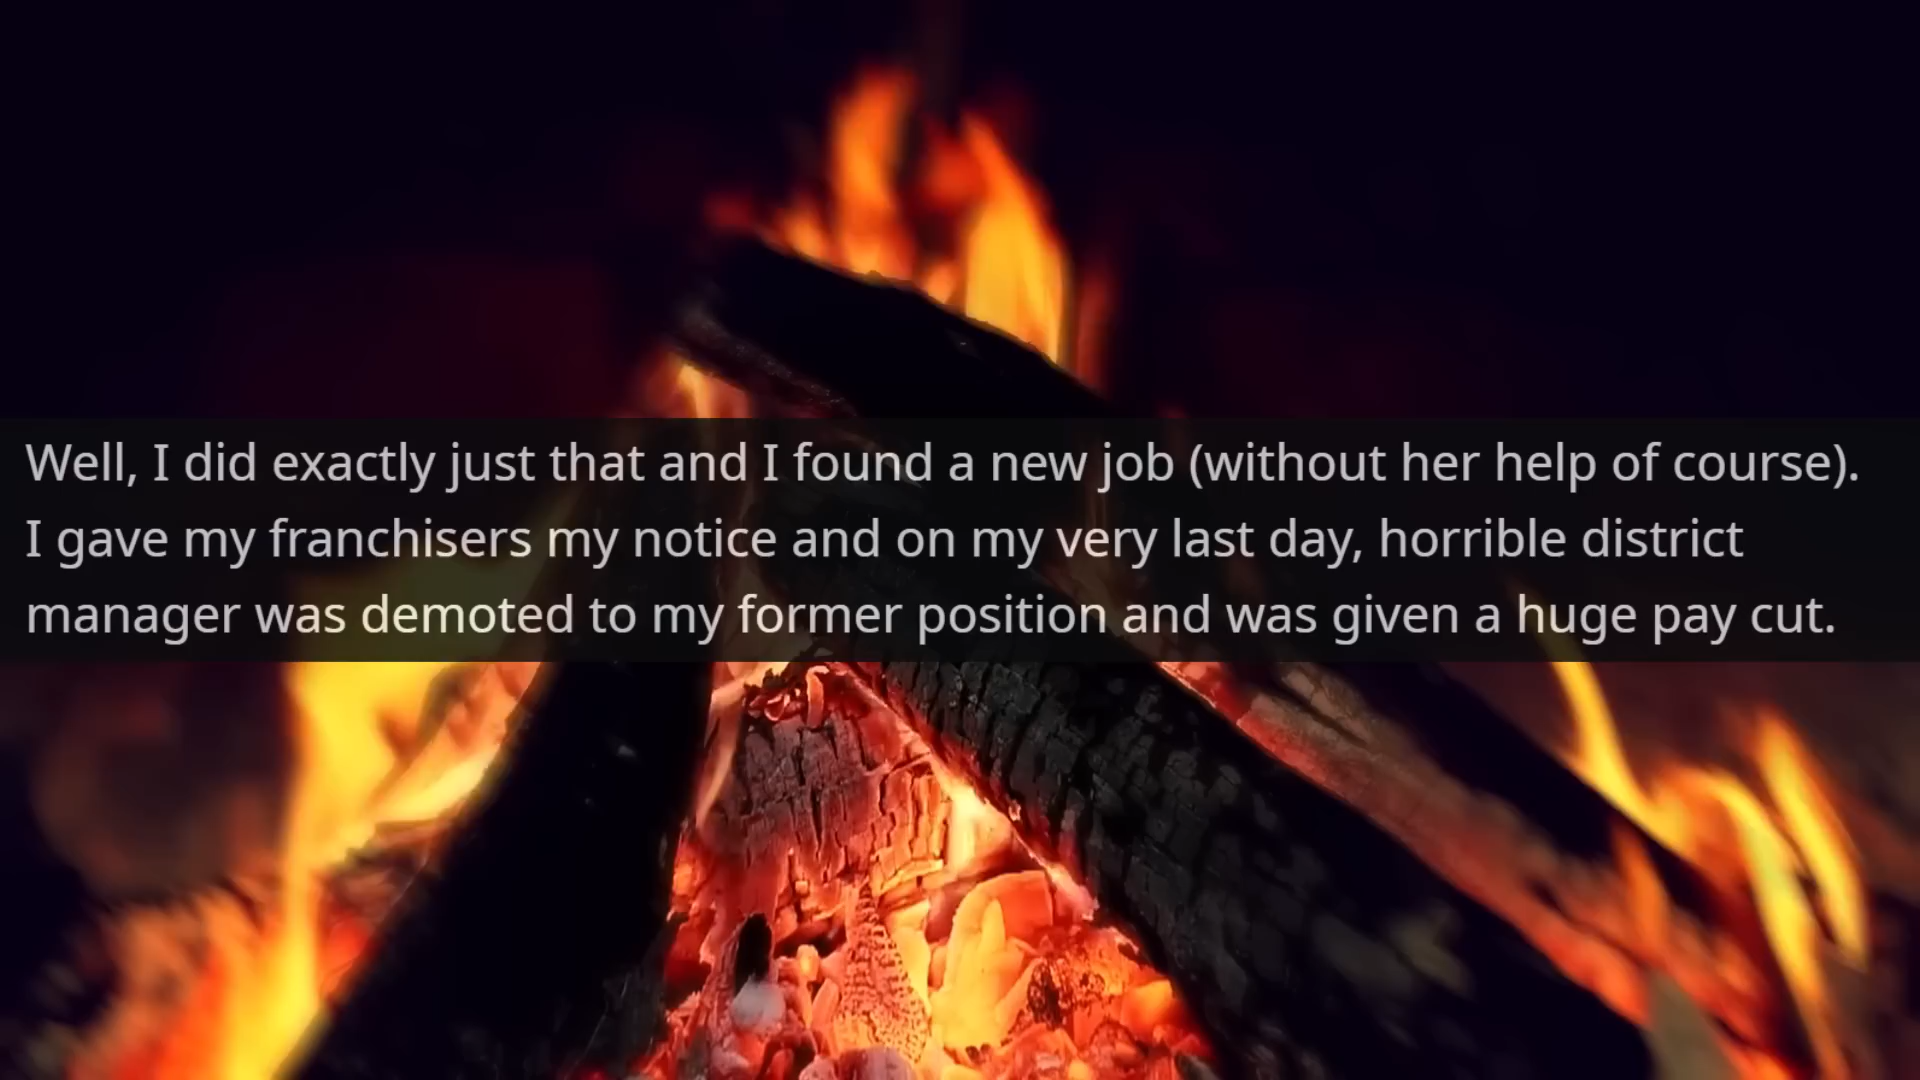 Well, I did exactly just that and I found a new job (without her help of course).
I gave my franchisers my notice and on my very last day, horrible district
manager was demoted to my former position and was given a huge pay cut.